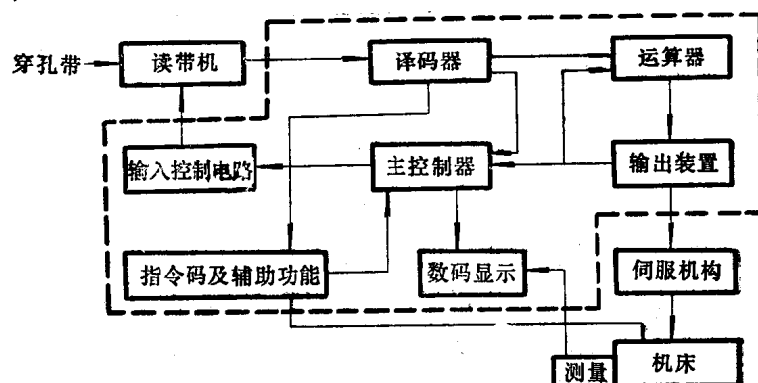 穿孔带
读带机
译码器
运算器
输入控制电路
主控制器
输出装置
指令码及辅助功能
数码显示
伺服机构
测量
机床